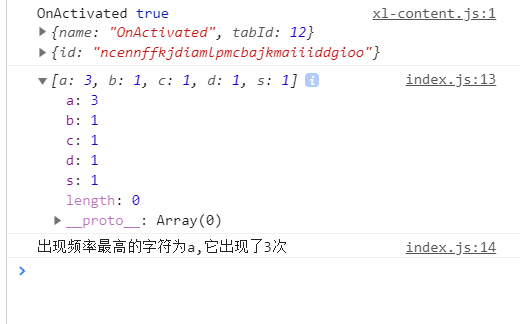 OnActivated true xl-content.js:1
▶{name: "OnActivated", tabId: 12}
▶{id: "ncennffkjdiamlpmcbajkmaiiiddgioo"}
▼[a: 3, b: 1, c: 1, d: 1, s: 1] i index.js:13
a: 3
b: 1
c: 1
d: 1
s: 1
length: 0
▶__proto__: Array(0)
出现频率最高的字符为a,它出现了3次 index.js:14
>